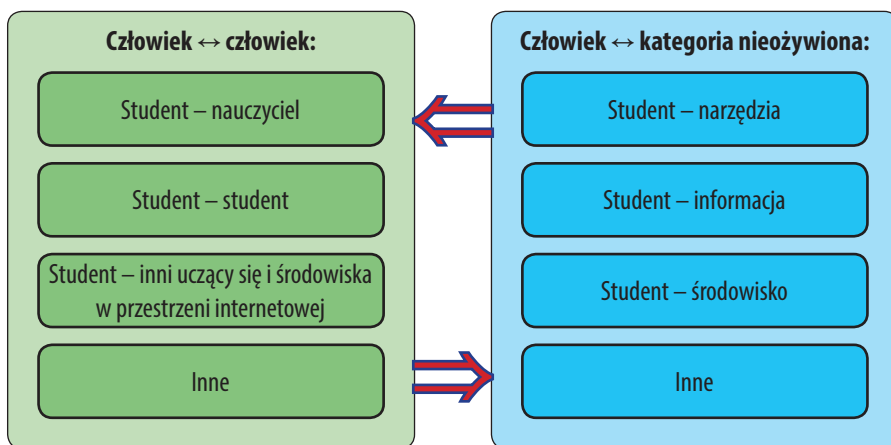 Człowiek ↔ człowiek:
Student – nauczyciel
Student – student
Student – inni uczący się i środowiska
w przestrzeni internetowej
Inne
Człowiek ↔ kategoria nieożywiona:
Student – narzędzia
Student – informacja
Student – środowisko
Inne